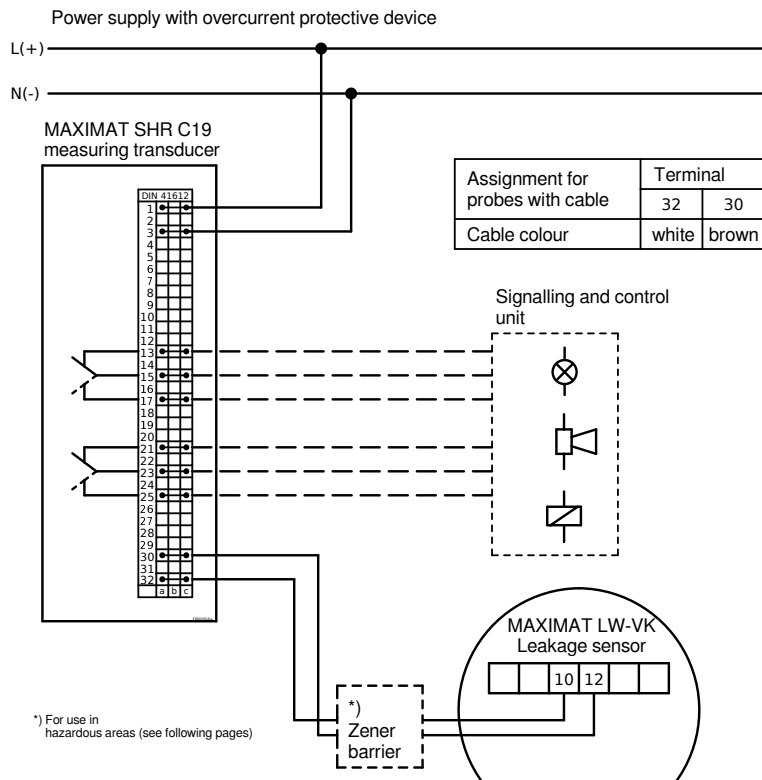 Power supply with overcurrent protective device
L(+)
N(-)
MAXIMAT SHR C19
measuring transducer
DIN 41612
1
2
3
4
5
6
7
8
9
10
11
12
13
14
15
16
17
18
19
20
21
22
23
24
25
26
27
28
29
30
31
32
a b c
Assignment for
probes with cable
Terminal
32 30
Cable colour white brown
Signalling and control
unit
MAXIMAT LW-VK
Leakage sensor
10 12
*)
Zener
barrier
*) For use in
hazardous areas (see following pages)